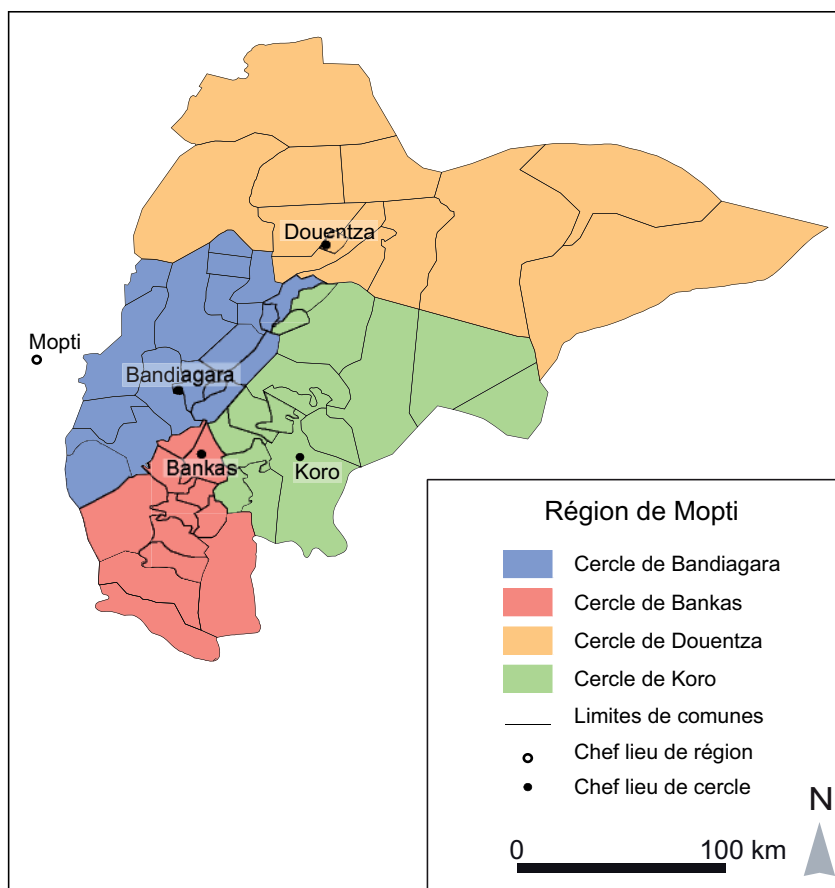 Douentza
Mopti
Bandiagara
Bankas
Koro
Région de Mopti
Cercle de Bandiagara
Cercle de Bankas
Cercle de Douentza
Cercle de Koro
Limites de comunes
Chef lieu de région
Chef lieu de cercle
N
0 100 km